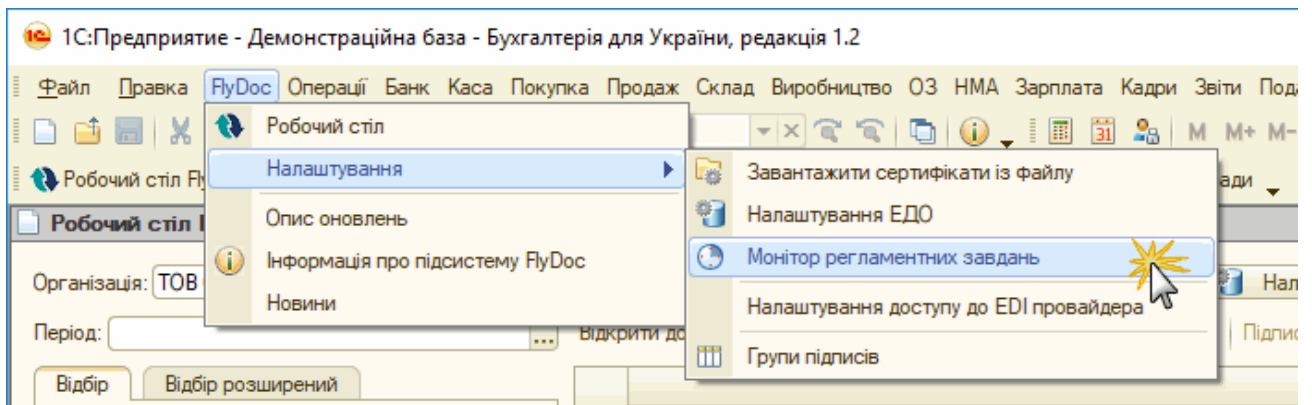 1С:Предприятие - Демонстраційна база - Бухгалтерія для України, редакція 1.2
Файл Правка FlyDoc Операції Банк Каса Покупка Продаж Склад Виробництво ОЗ НМА Зарплата Кадри Звіти
Робочий стіл
M M+ M-
Налаштування
Завантажити сертифікати із файлу
Робочий стіл
Налаштування ЕДО
Опис оновлень
Робочий стіл
Монітор регламентних завдань
Інформація про підсистему FlyDoc
Організація: ТОВ
Налаштування доступу до EDI провайдера
Новини
Період:
Відкрити
Групи підписів
Відбір Відбір розширений